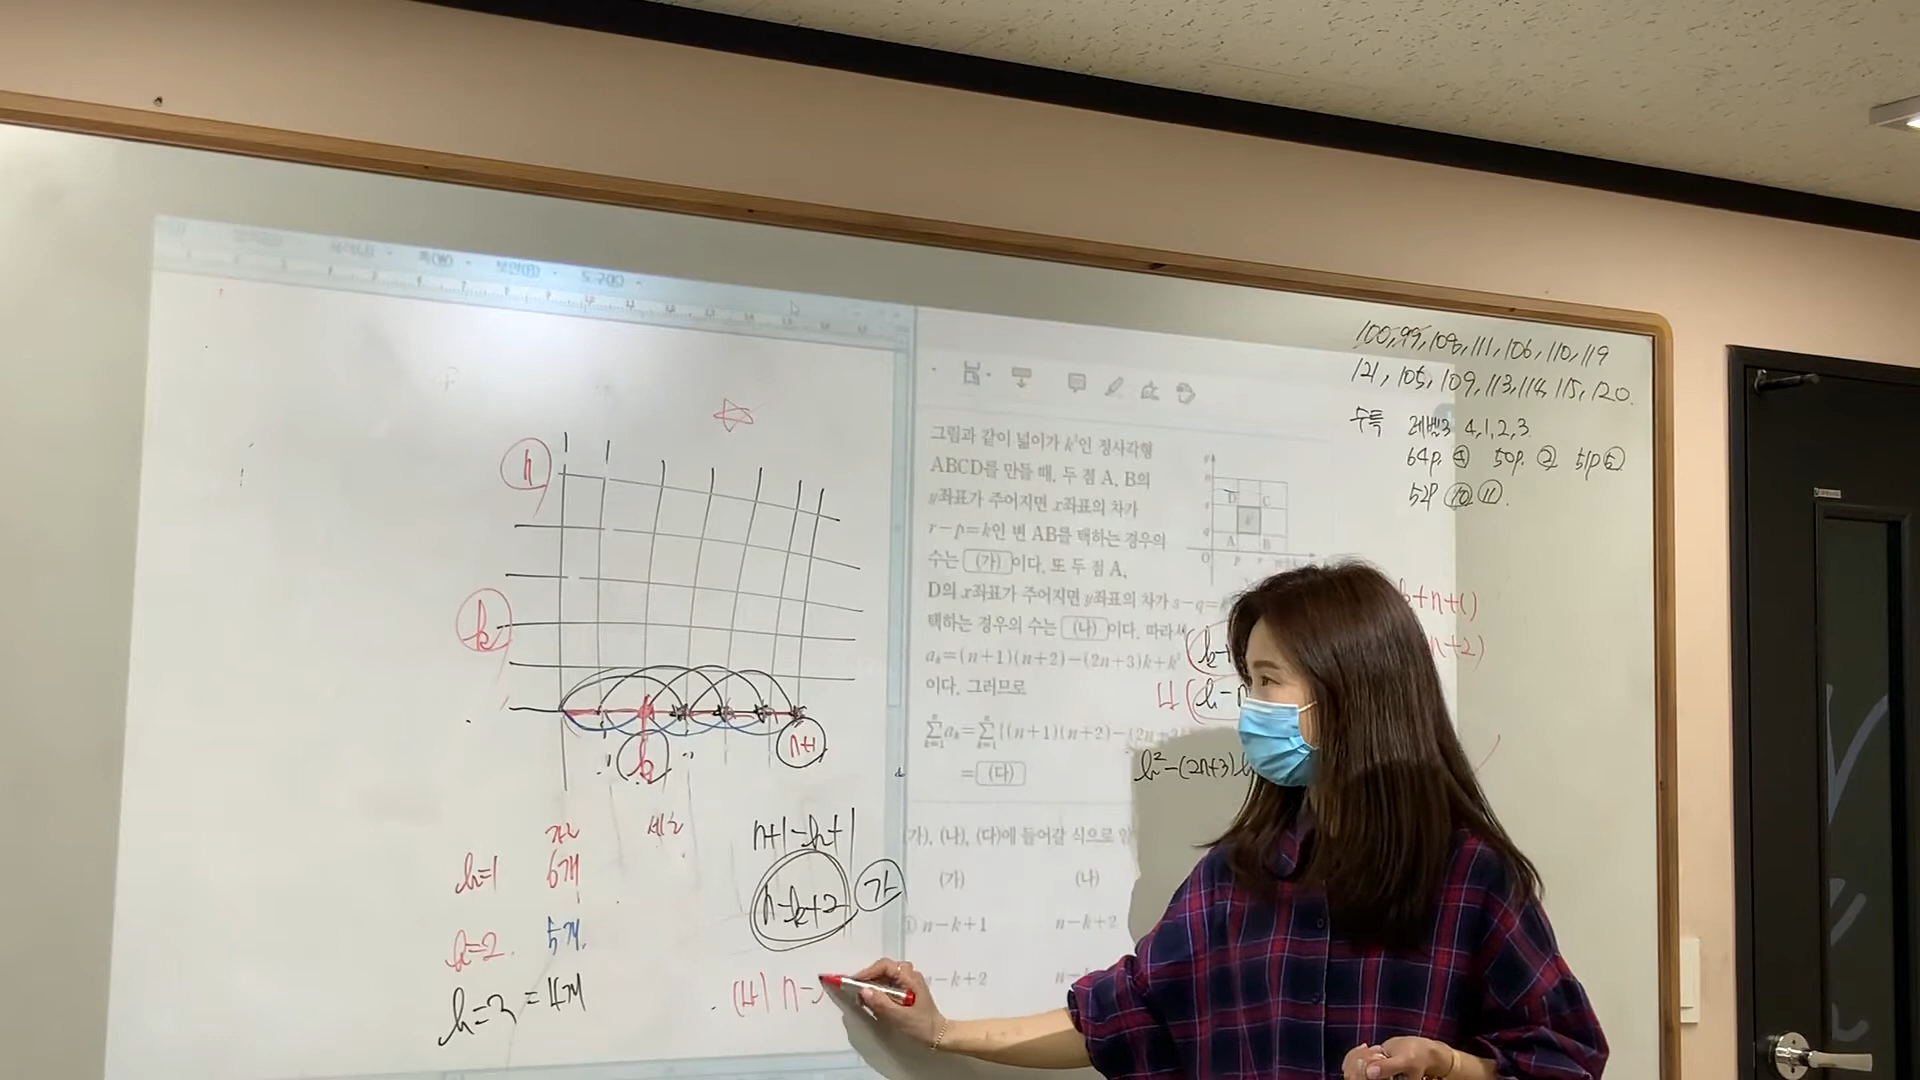 보안(H)
도구(K)
100, 99, 108, 111, 106, 110, 119
121, 105, 109, 113, 114, 115, 120.
수특 레벨3 4, 1, 2, 3
64p. ④ 50p. ② 51p ⑤
52p ⑩ ⑪.
그림과 같이 넓이가 k²인 정사각형
ABCD를 만들 때, 두 점 A, B의
y좌표가 주어지면 x좌표의 차가
r-p=k인 변 AB를 택하는 경우의
수는 (가) 이다. 또 두 점 A,
D의 x좌표가 주어지면 y좌표의 차가 s-q=
택하는 경우의 수는 (나) 이다. 따라서
aₖ=(n+1)(n+2)-(2n+3)k+k²
이다. 그러므로
= (다)
D C
A B
O p r
k+n+1)
n+2)
나
k²-(2n+3)k
(가), (나), (다)에 들어갈 식으로
(가) (나)
① n-k+1 n-k+2
n-k+2
n
k
k
n+1
가로 세로
k=1 6개
k=2 5개
k=3 = 4개
n+1-k+1
n-k+2 가
(나) n-